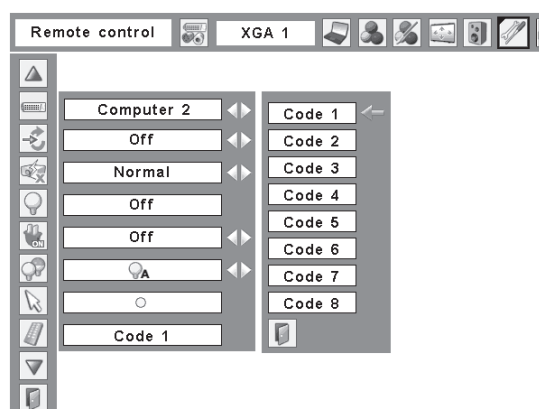 Remote control
XGA 1
Computer 2
Off
Normal
Off
Off
A
Code 1
Code 1
Code 2
Code 3
Code 4
Code 5
Code 6
Code 7
Code 8
ON